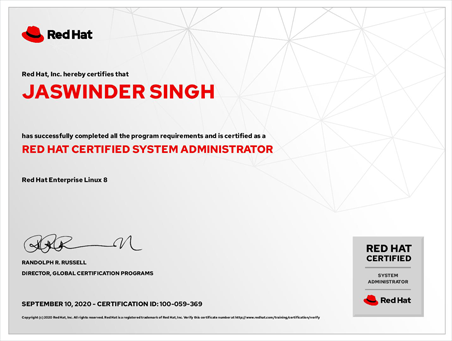 Red Hat
Red Hat, Inc. hereby certifies that
JASWINDER SINGH
has successfully completed all the program requirements and is certified as a
RED HAT CERTIFIED SYSTEM ADMINISTRATOR
Red Hat Enterprise Linux 8
RANDOLPH R. RUSSELL
DIRECTOR, GLOBAL CERTIFICATION PROGRAMS
RED HAT
CERTIFIED
SYSTEM
ADMINISTRATOR
Red Hat
SEPTEMBER 10, 2020 - CERTIFICATION ID: 100-059-369
Copyright (c) 2020 Red Hat, Inc. All rights reserved. Red Hat is a registered trademark of Red Hat, Inc. Verify this certificate number at http://www.redhat.com/training/certification/verify